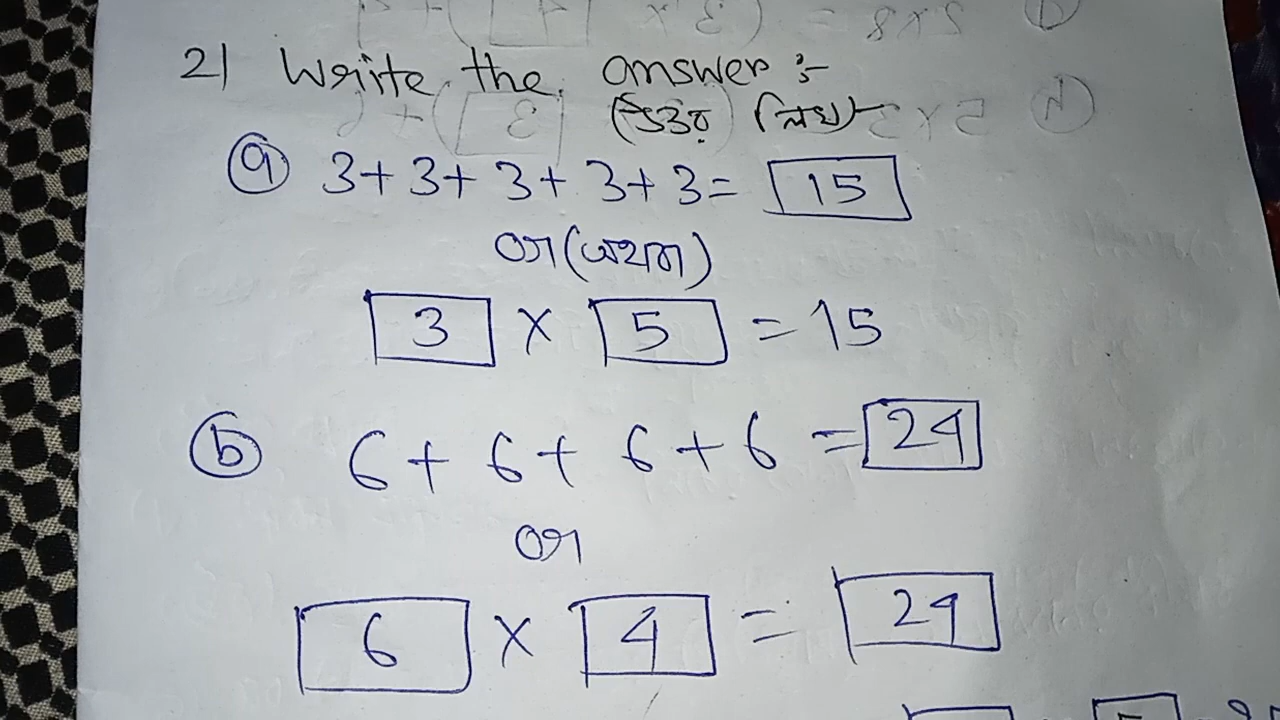 2| Write the answer :-
(উত্তর লিখ)
(a) 3+3+3+3+3= 15
or (অথবা)
3 × 5 = 15
(b) 6+6+6+6 = 24
or
6 × 4 = 24